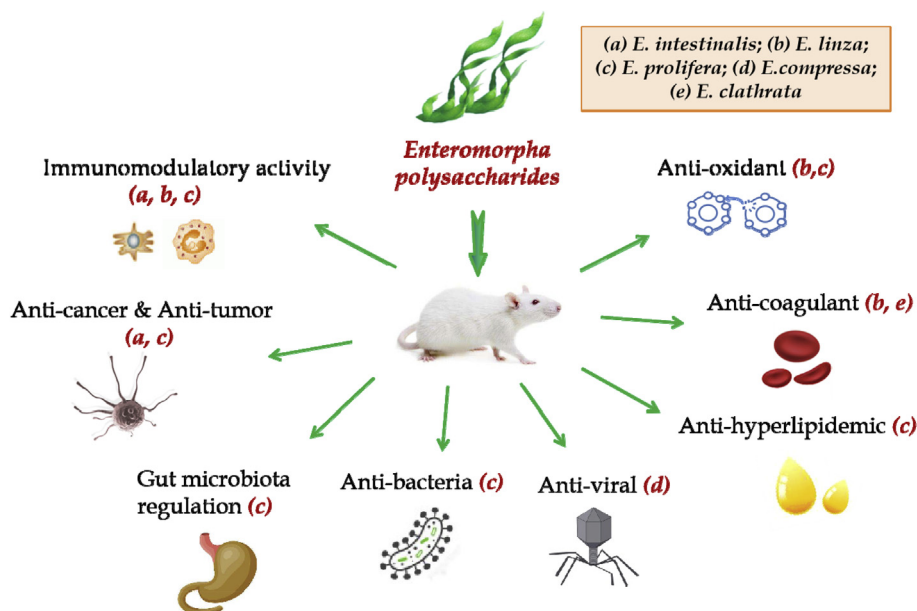 (a) E. intestinalis; (b) E. linza;
(c) E. prolifera; (d) E.compressa;
(e) E. clathrata
Enteromorpha
polysaccharides
Immunomodulatory activity
(a, b, c)
Anti-oxidant (b,c)
Anti-cancer & Anti-tumor
(a, c)
Anti-coagulant (b, e)
Anti-hyperlipidemic (c)
Gut microbiota
regulation (c)
Anti-bacteria (c)
Anti-viral (d)